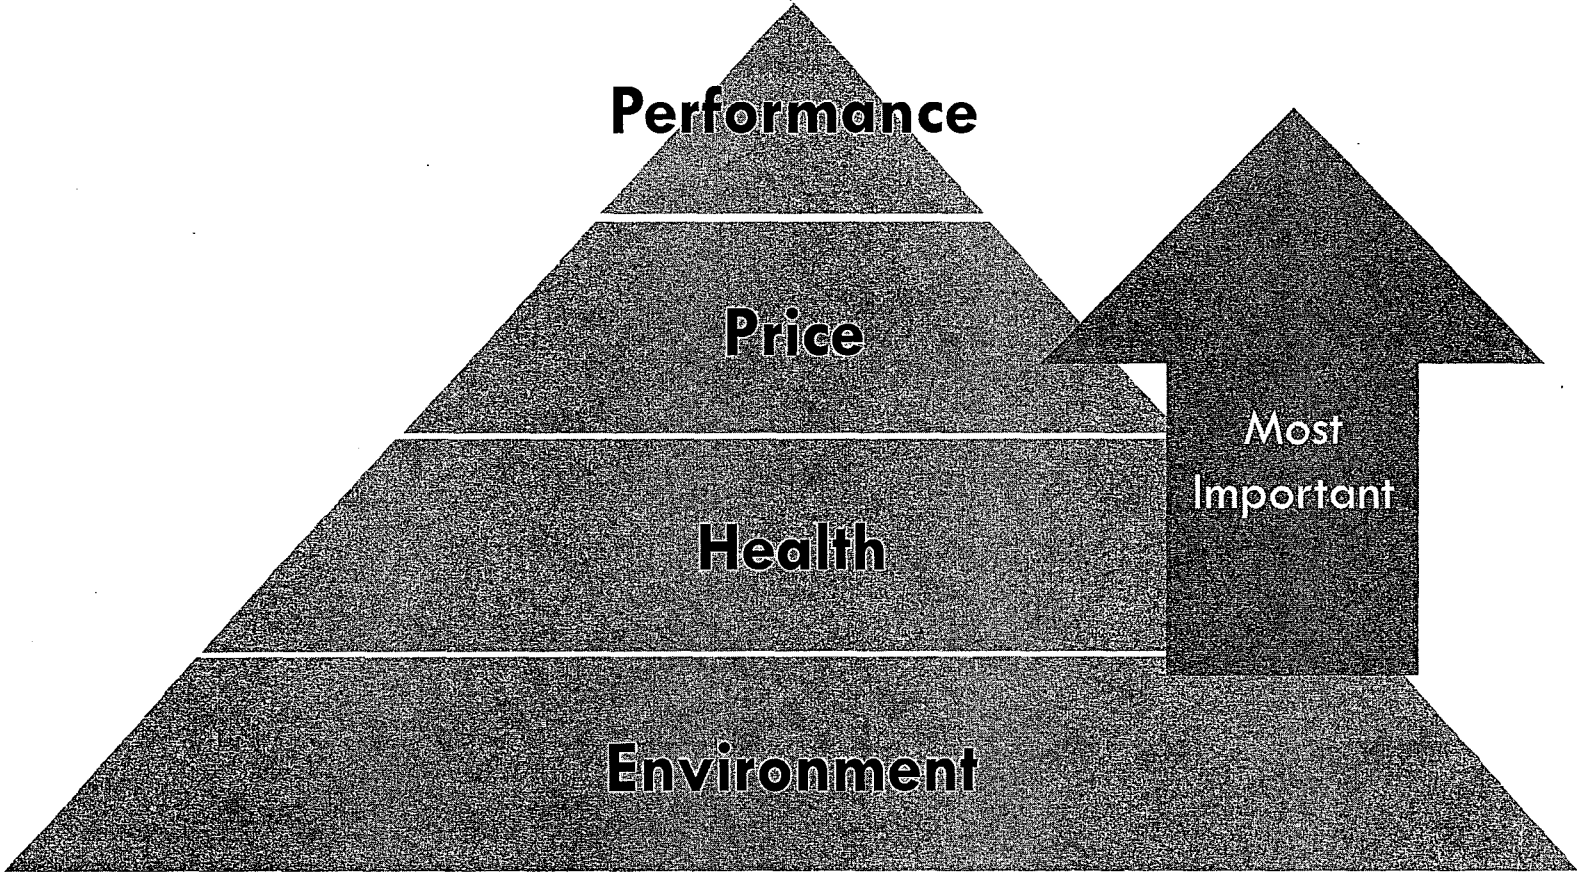 Performance
Price
Most
Important
Health
Environment